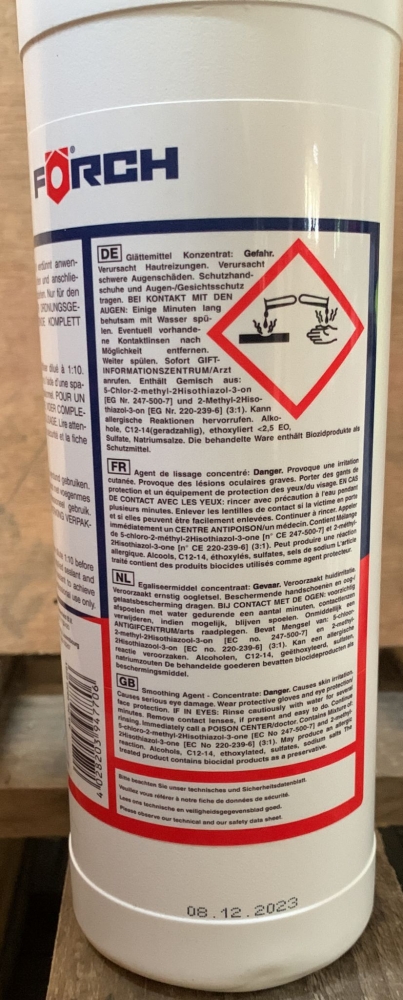 FÖRCH
®
DE Glättemittel Konzentrat: Gefahr.
Verursacht Hautreizungen. Verursacht
schwere Augenschäden. Schutzhand-
schuhe und Augen-/Gesichtsschutz
tragen. BEI KONTAKT MIT DEN
AUGEN: Einige Minuten lang
behutsam mit Wasser spü-
len. Eventuell vorhande-
ne Kontaktlinsen nach
Möglichkeit entfernen.
Weiter spülen. Sofort GIFT-
INFORMATIONSZENTRUM/Arzt
anrufen. Enthält Gemisch aus:
5-Chlor-2-methyl-2Hisothiazol-3-on
[EG Nr. 247-500-7] und 2-Methyl-2Hiso-
thiazol-3-on [EG Nr. 220-239-6] (3:1). Kann
allergische Reaktionen hervorrufen. Alko-
hole, C12-14(geradzahlig), ethoxyliert <2,5 EO,
Sulfate, Natriumsalze. Die behandelte Ware enthält Biozidprodukte als
Schutzmittel.
FR Agent de lissage concentré: Danger. Provoque une irritation
cutanée. Provoque des lésions oculaires graves. Porter des gants de
protection et un équipement de protection des yeux/du visage. EN CAS
DE CONTACT AVEC LES YEUX: rincer avec précaution à l'eau pendant
plusieurs minutes. Enlever les lentilles de contact si la victime en porte
et si elles peuvent être facilement enlevées. Continuer à rincer. Appeler
immédiatement un CENTRE ANTIPOISON/un médecin. Contient Mélange
de 5-chloro-2-methyl-2Hisothiazol-3-one [n° CE 247-500-7] et 2-méthyl-
2Hisothiazol-3-one [n° CE 220-239-6] (3:1). Peut produire une réaction
allergique. Alcools, C12-14, éthoxylés, sulfates, sels de sodium L'article
traité contient des produits biocides utilisés comme agent protecteur.
NL Egaliseermiddel concentraat: Gevaar. Veroorzaakt huidirritatie.
Veroorzaakt ernstig oogletsel. Beschermende handschoenen en oog-/
gelaatsbescherming dragen. BIJ CONTACT MET DE OGEN: voorzichtig
afspoelen met water gedurende een aantal minuten, contactlenzen
verwijderen, indien mogelijk, blijven spoelen. Onmiddellijk een
ANTIGIFCENTRUM/arts raadplegen. Bevat Mengsel van: 5-chloor-
2-methyl-2Hisothiazool-3-on [EC no. 247-500-7] en 2-methyl-
2Hisothiazool-3-on [EC no. 220-239-6] (3:1). Kan een allergische
reactie veroorzaken. Alcoholen, C12-14, geëthoxyleerd, sulfaten,
natriumzouten De behandelde goederen bevatten biocideproducten als
beschermingsmiddel.
GB Smoothing Agent - Concentrate: Danger. Causes skin irritation.
Causes serious eye damage. Wear protective gloves and eye protection/
face protection. IF IN EYES: Rinse cautiously with water for several
minutes. Remove contact lenses, if present and easy to do. Continue
rinsing. Immediately call a POISON CENTER/doctor. Contains Mixture of:
5-chloro-2-methyl-2Hisothiazol-3-one [EC No 247-500-7] and 2-methyl-
2Hisothiazol-3-one [EC No 220-239-6] (3:1). May produce an allergic
reaction. Alcohols, C12-14, ethoxylated, sulfates, sodium salts The
treated product contains biocidal products as a preservative.
Bitte beachten Sie unser technisches und Sicherheitsdatenblatt.
Veuillez vous référer à notre fiche de données de sécurité.
Lees ons technische en veiligheidsgegevensblad goed.
Please observe our technical and our safety data sheet.
08.12.2023